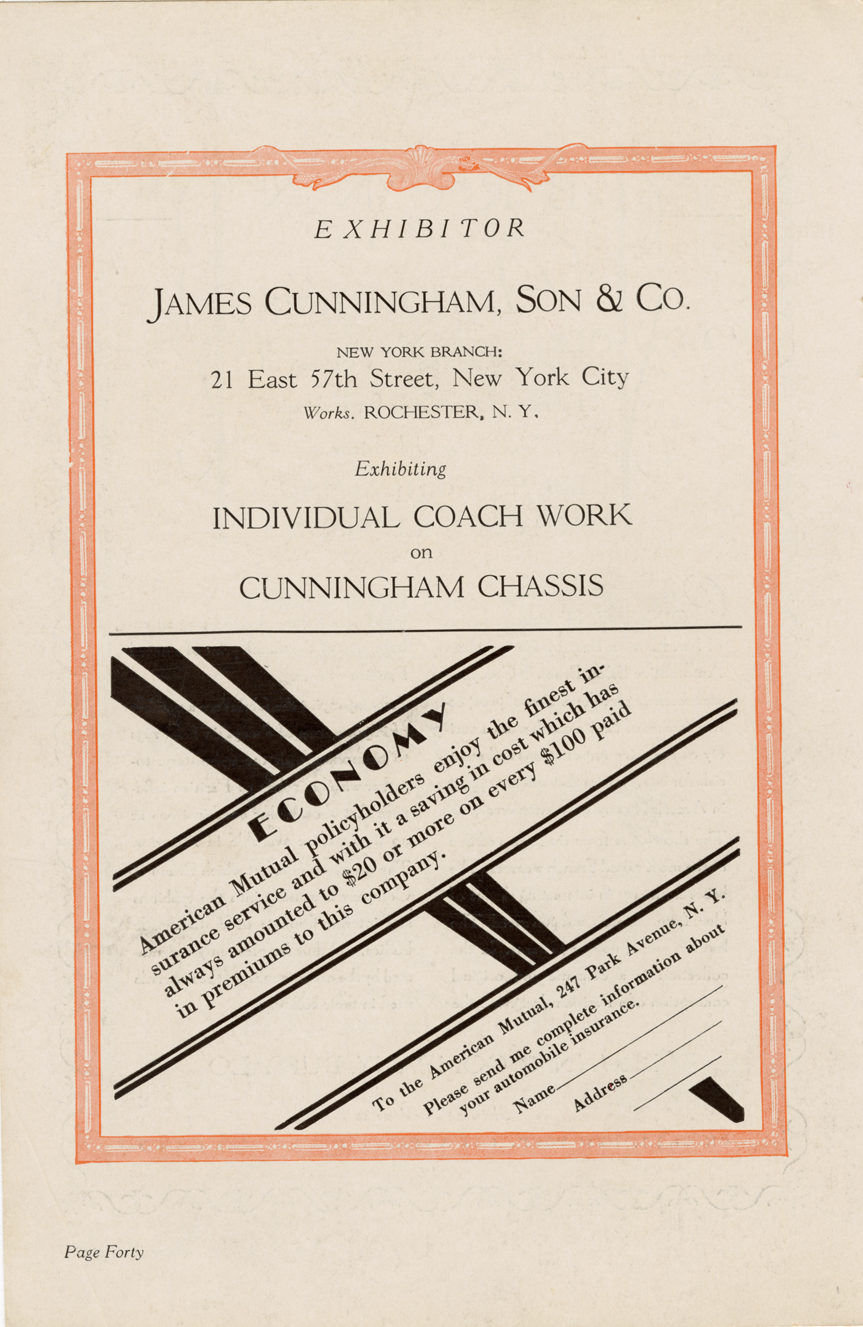 EXHIBITOR
JAMES CUNNINGHAM, SON & CO.
NEW YORK BRANCH:
21 East 57th Street, New York City
Works. ROCHESTER, N. Y.
Exhibiting
INDIVIDUAL COACH WORK
on
CUNNINGHAM CHASSIS
ECONOMY
American Mutual policyholders enjoy the finest in-
surance service and with it a saving in cost which has
always amounted to $20 or more on every $100 paid
in premiums to this company.
To the American Mutual, 247 Park Avenue, N. Y.
Please send me complete information about
your automobile insurance.
Name
Address
Page Forty